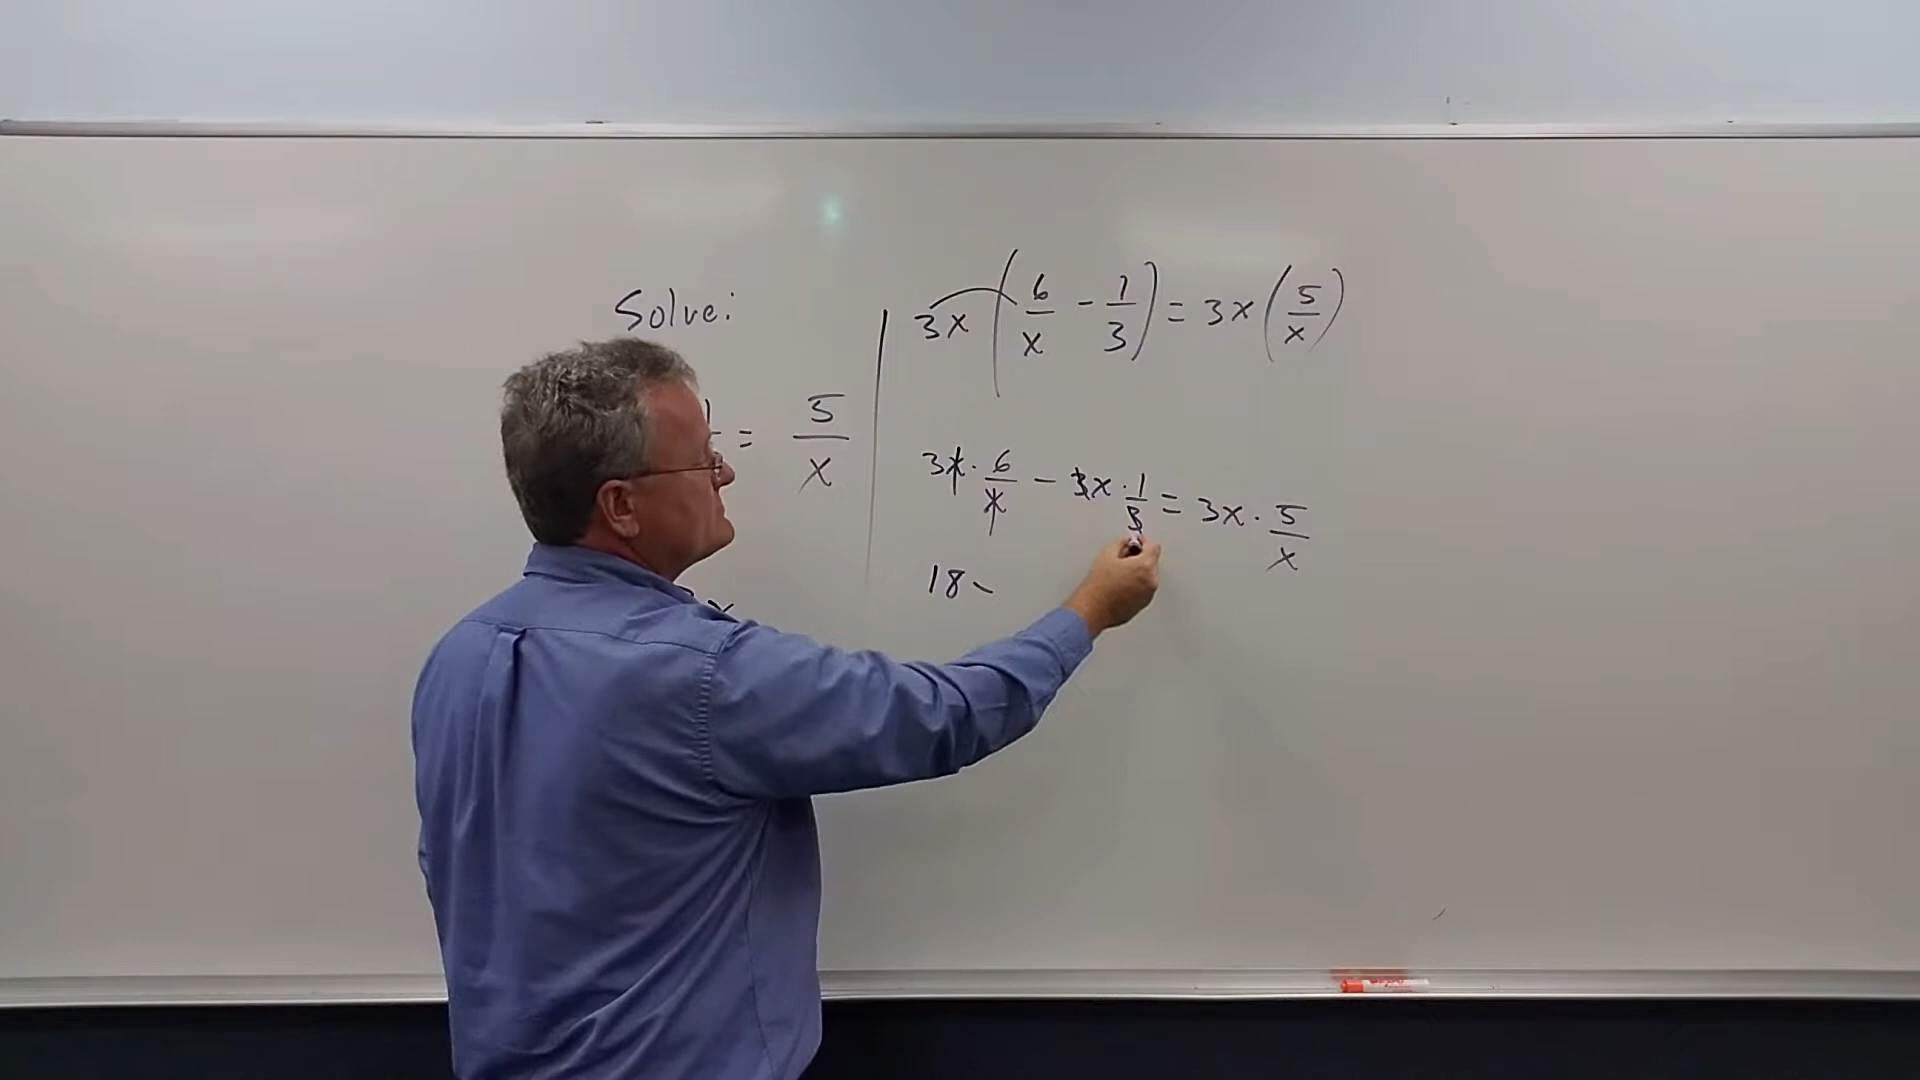 Solve:
= 5/x
3x(6/x - 1/3) = 3x(5/x)
3x · 6/x - 3x · 1/3 = 3x · 5/x
18 -